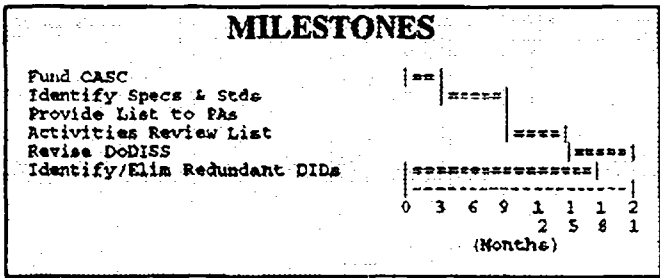 MILESTONES
Fund CASC
Identify Specs & Stds
Provide List to PAs
Activities Review List
Revise DoDISS
Identify/Elim Redundant DIDs
0 3 6 9 1 1 1 2
2 5 8 1
(Months)